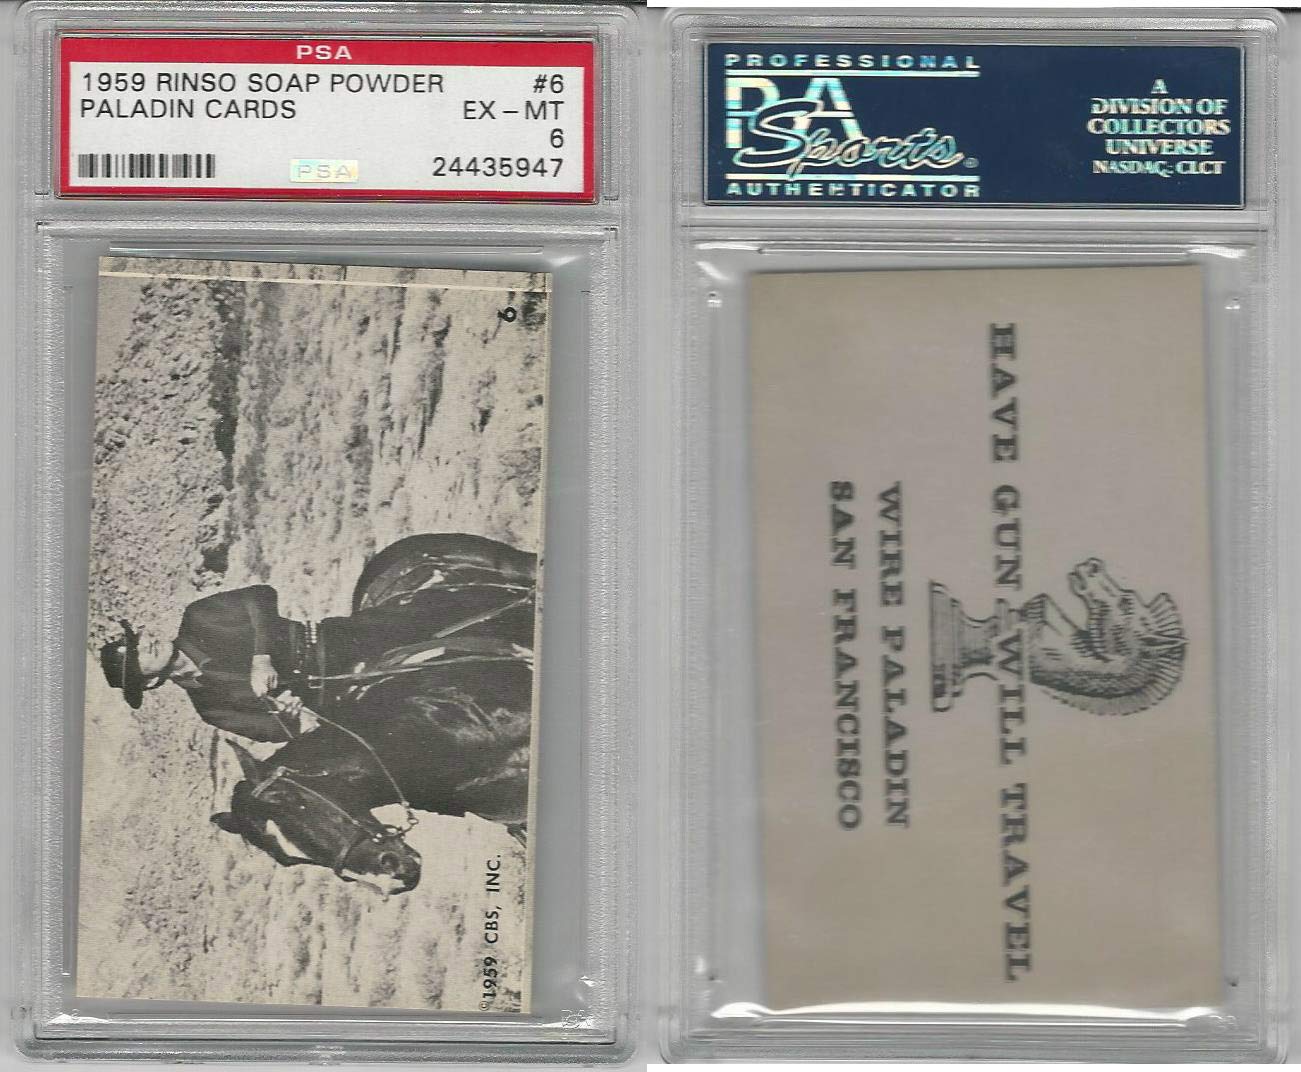 PSA
1959 RINSO SOAP POWDER #6
PALADIN CARDS EX - MT
6
PSA 24435947
6
©1959 CBS, INC.
PROFESSIONAL
PSA
Sports®
AUTHENTICATOR
A
DIVISION OF
COLLECTORS
UNIVERSE
NASDAQ: CLCT
HAVE GUN WILL TRAVEL
WIRE PALADIN
SAN FRANCISCO